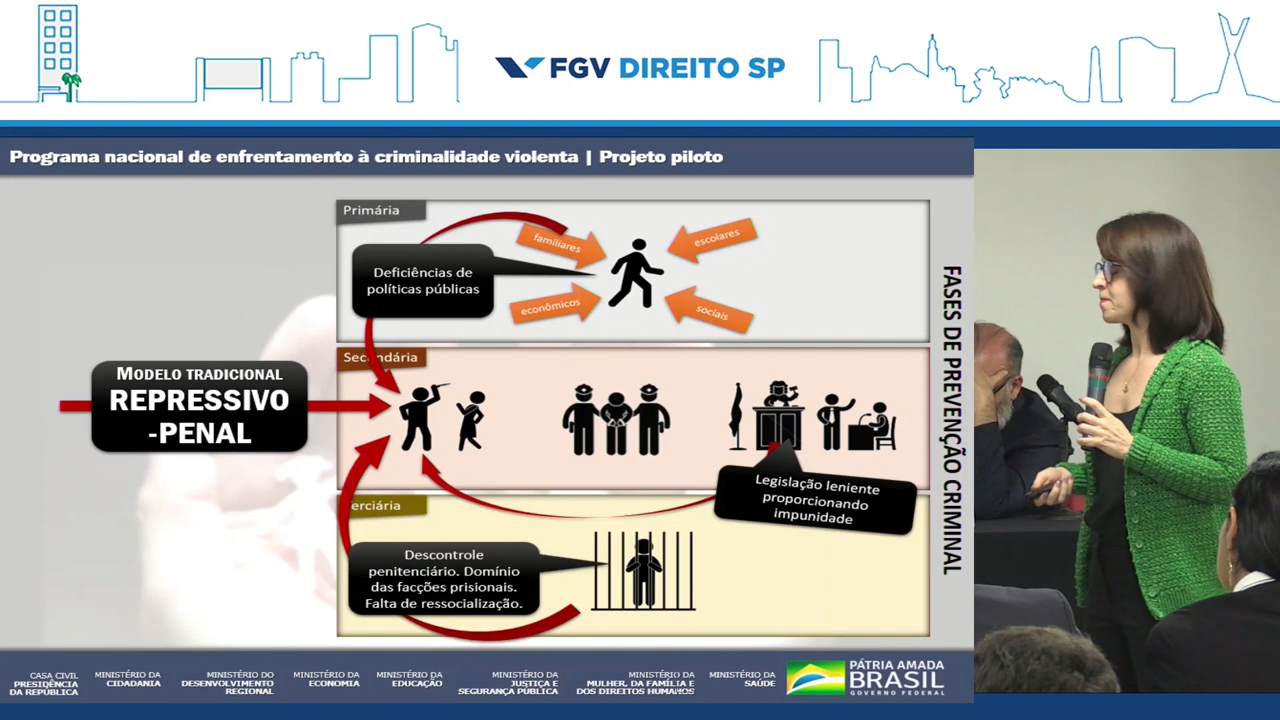 FGV DIREITO SP
Programa nacional de enfrentamento à criminalidade violenta | Projeto piloto
Primária
familiares
escolares
Deficiências de
políticas públicas
econômicos
sociais
Secundária
MODELO TRADICIONAL
REPRESSIVO
-PENAL
Legislação leniente
proporcionando
impunidade
erciária
Descontrole
penitenciário. Domínio
das facções prisionais.
Falta de ressocialização.
FASES DE PREVENÇÃO CRIMINAL
CASA CIVIL
PRESIDÊNCIA
DA REPÚBLICA
MINISTÉRIO DA
CIDADANIA
MINISTÉRIO DO
DESENVOLVIMENTO
REGIONAL
MINISTÉRIO DA
ECONOMIA
MINISTÉRIO DA
EDUCAÇÃO
MINISTÉRIO DA
JUSTIÇA E
SEGURANÇA PÚBLICA
MINISTÉRIO DA
MULHER, DA FAMÍLIA E
DOS DIREITOS HUMANOS
MINISTÉRIO DA
SAÚDE
PÁTRIA AMADA
BRASIL
GOVERNO FEDERAL